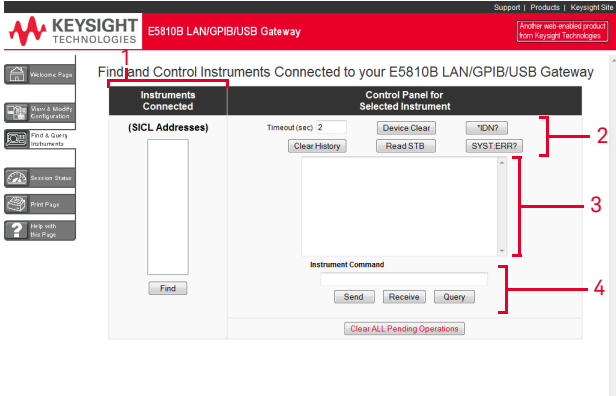 Support | Products | Keysight Site
KEYSIGHT
TECHNOLOGIES
E5810B LAN/GPIB/USB Gateway
Another web-enabled product
from Keysight Technologies
1
Welcome Page
Find and Control Instruments Connected to your E5810B LAN/GPIB/USB Gateway
View & Modify
Configuration
Find & Query
Instruments
Session Status
Print Page
Help with
this Page
Instruments
Connected
Control Panel for
Selected Instrument
(SICL Addresses)
Timeout (sec) 2 Device Clear *IDN?
Clear History Read STB SYST:ERR?
2
3
Instrument Command
Find
Send Receive Query
4
Clear ALL Pending Operations